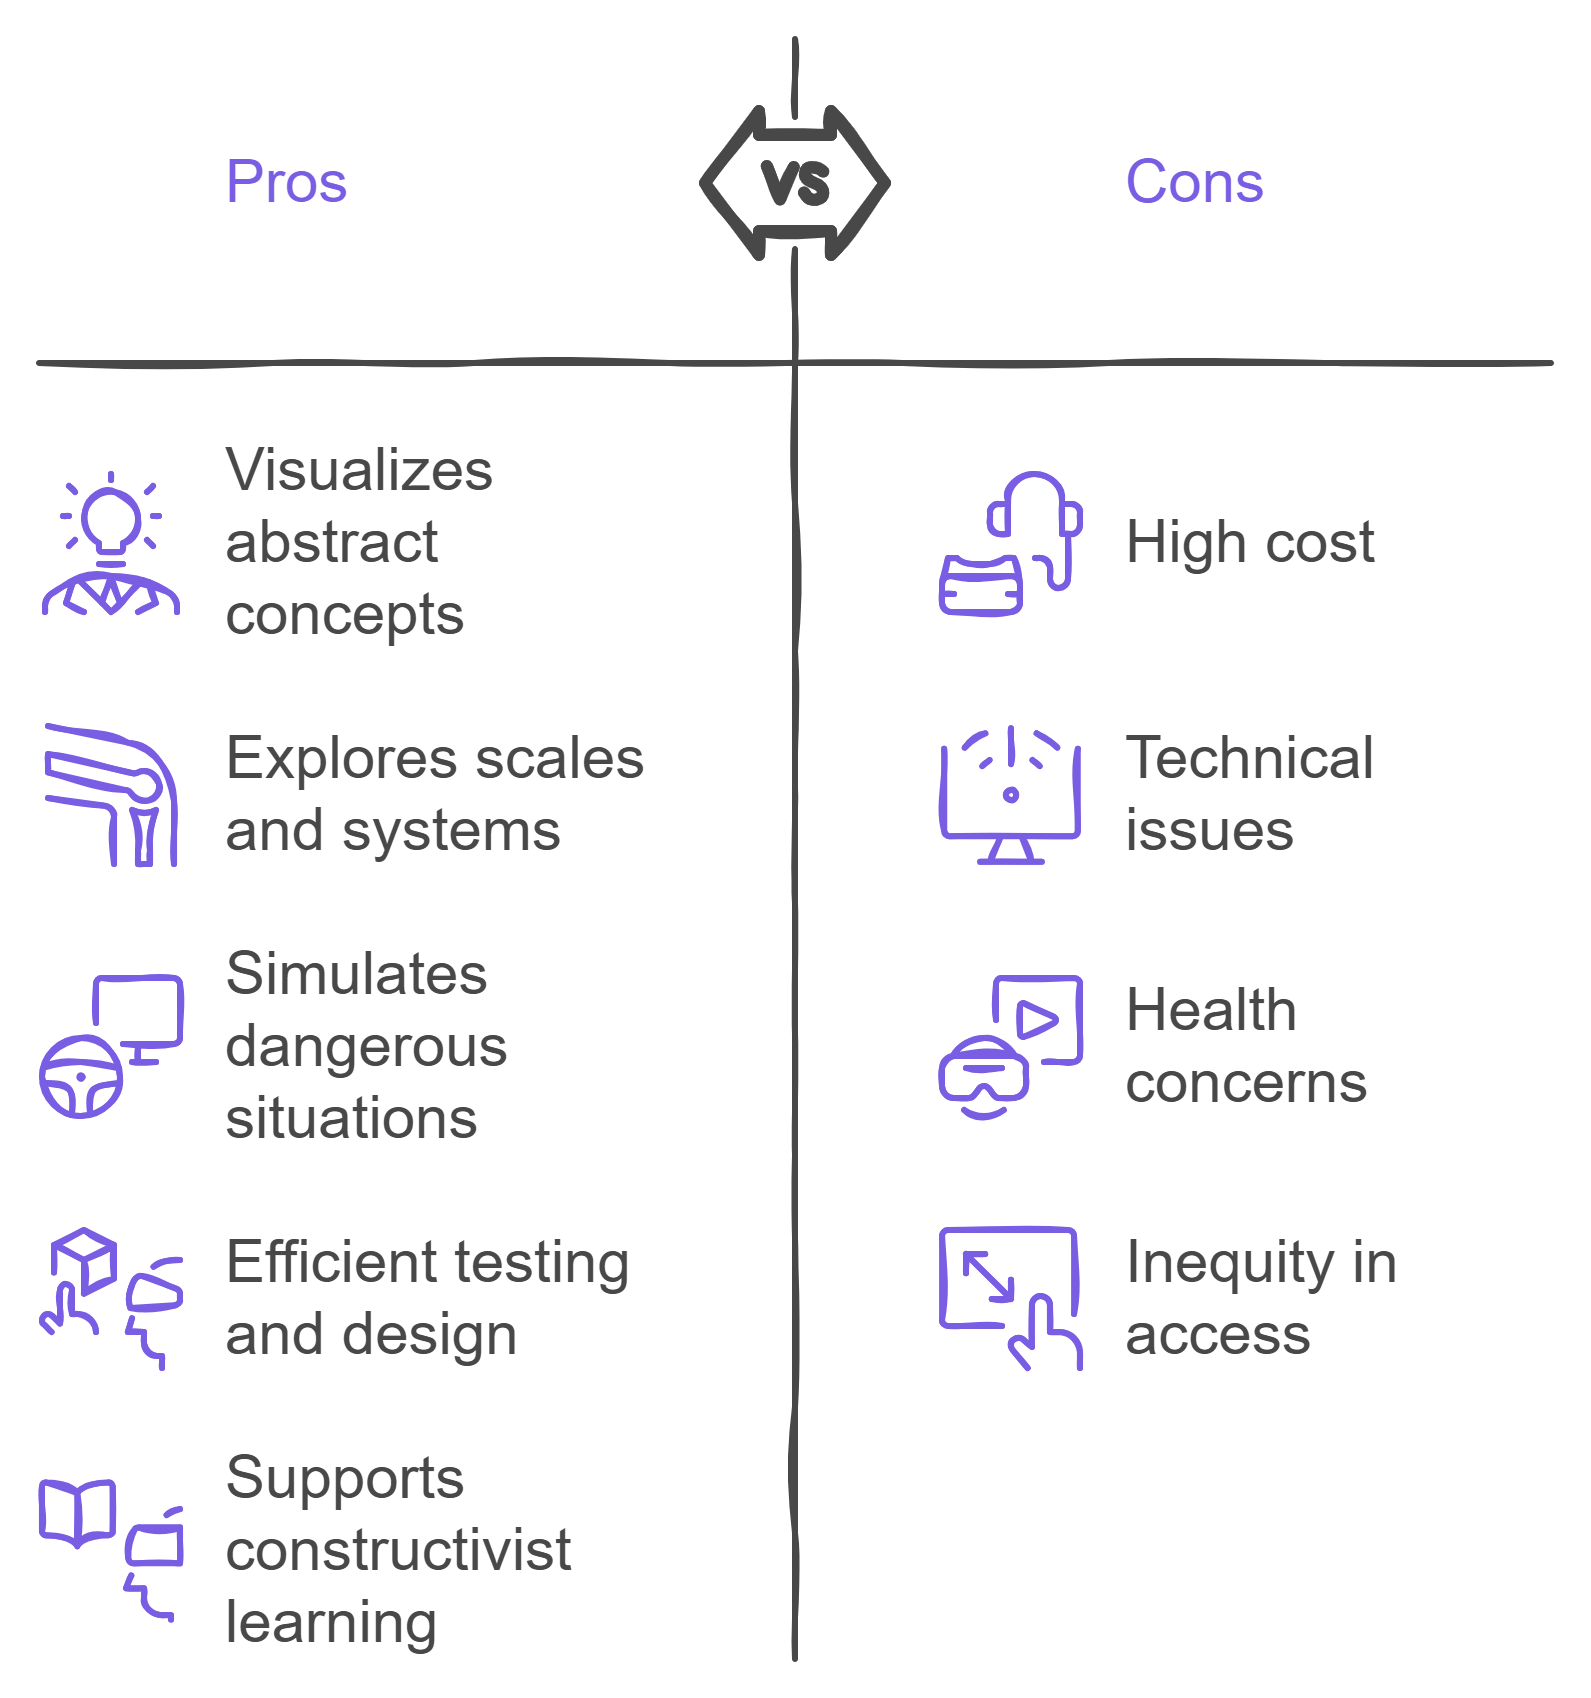 Pros
VS
Cons
Visualizes
abstract
concepts
Explores scales
and systems
Simulates
dangerous
situations
Efficient testing
and design
Supports
constructivist
learning
High cost
Technical
issues
Health
concerns
Inequity in
access